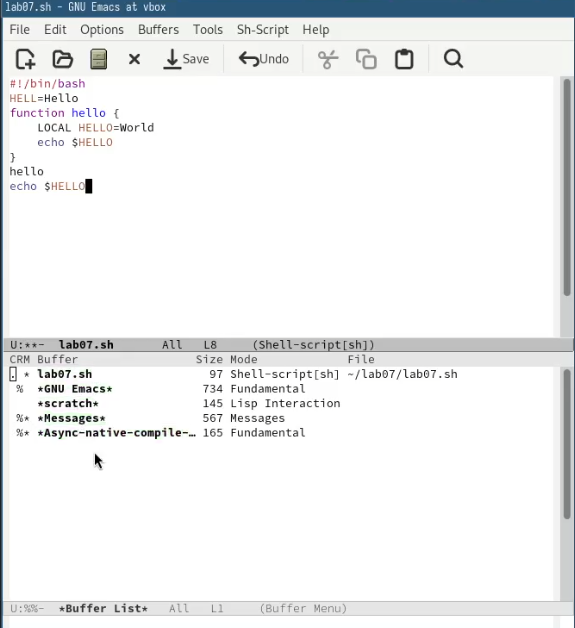 lab07.sh - GNU Emacs at vbox
File Edit Options Buffers Tools Sh-Script Help
Save Undo
#!/bin/bash
HELL=Hello
function hello {
    LOCAL HELLO=World
    echo $HELLO
}
hello
echo $HELLO
U:**- lab07.sh All L8 (Shell-script[sh])
CRM Buffer Size Mode File
. * lab07.sh 97 Shell-script[sh] ~/lab07/lab07.sh
% *GNU Emacs* 734 Fundamental
*scratch* 145 Lisp Interaction
%* *Messages* 567 Messages
%* *Async-native-compile-… 165 Fundamental
U:%%- *Buffer List* All L1 (Buffer Menu)